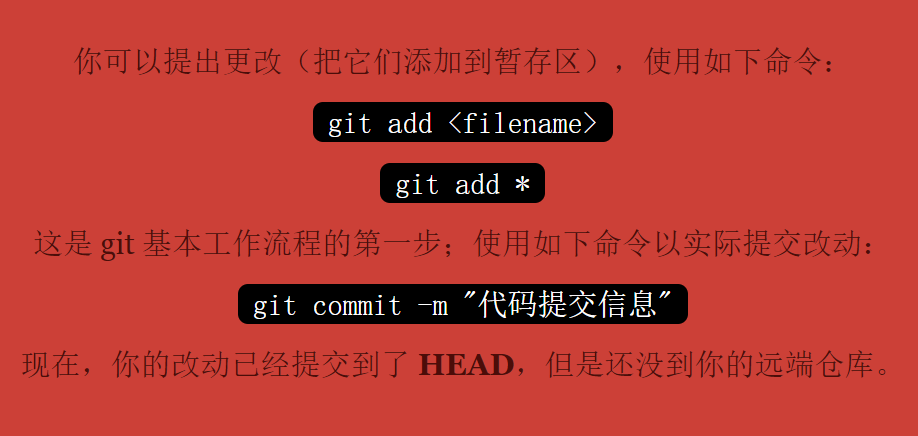 你可以提出更改（把它们添加到暂存区），使用如下命令：
git add <filename>
git add *
这是 git 基本工作流程的第一步；使用如下命令以实际提交改动：
git commit -m "代码提交信息"
现在，你的改动已经提交到了 HEAD，但是还没到你的远端仓库。